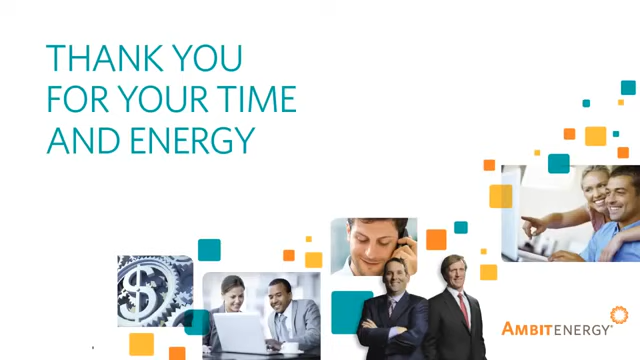 THANK YOU
FOR YOUR TIME
AND ENERGY
$
AMBITENERGY